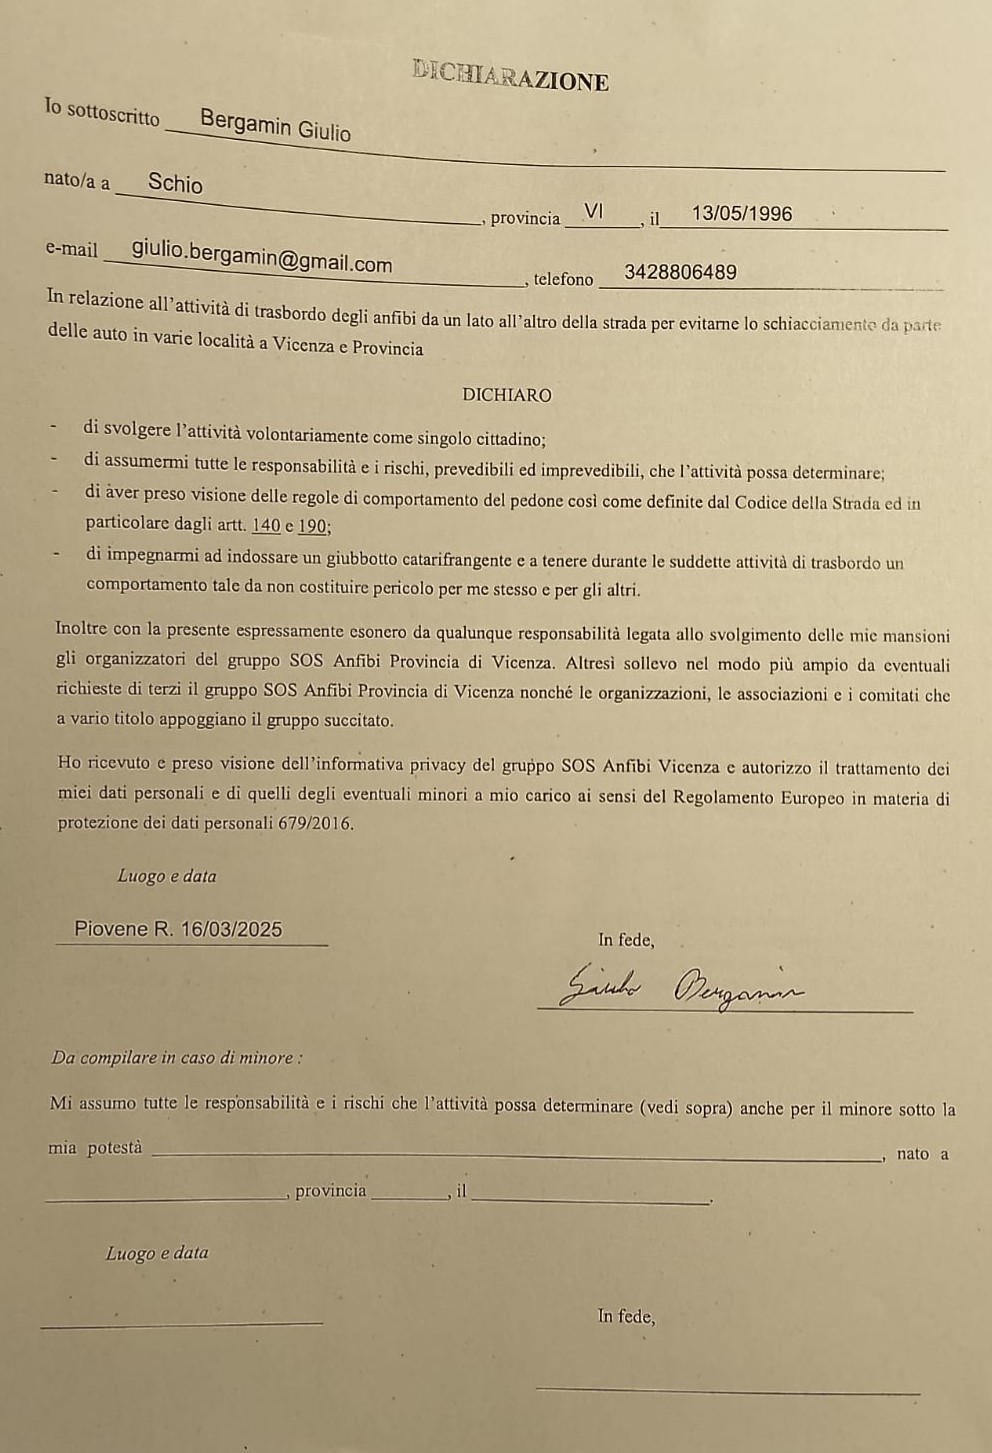 DICHIARAZIONE
Io sottoscritto Bergamin Giulio
nato/a a Schio, provincia VI, il 13/05/1996
e-mail giulio.bergamin@gmail.com, telefono 3428806489
In relazione all'attività di trasbordo degli anfibi da un lato all'altro della strada per evitarne lo schiacciamento da parte
delle auto in varie località a Vicenza e Provincia
DICHIARO
- di svolgere l'attività volontariamente come singolo cittadino;
- di assumermi tutte le responsabilità e i rischi, prevedibili ed imprevedibili, che l'attività possa determinare;
- di aver preso visione delle regole di comportamento del pedone così come definite dal Codice della Strada ed in
particolare dagli artt. 140 e 190;
- di impegnarmi ad indossare un giubbotto catarifrangente e a tenere durante le suddette attività di trasbordo un
comportamento tale da non costituire pericolo per me stesso e per gli altri.
Inoltre con la presente espressamente esonero da qualunque responsabilità legata allo svolgimento delle mie mansioni
gli organizzatori del gruppo SOS Anfibi Provincia di Vicenza. Altresì sollevo nel modo più ampio da eventuali
richieste di terzi il gruppo SOS Anfibi Provincia di Vicenza nonché le organizzazioni, le associazioni e i comitati che
a vario titolo appoggiano il gruppo succitato.
Ho ricevuto e preso visione dell'informativa privacy del gruppo SOS Anfibi Vicenza e autorizzo il trattamento dei
miei dati personali e di quelli degli eventuali minori a mio carico ai sensi del Regolamento Europeo in materia di
protezione dei dati personali 679/2016.
Luogo e data
Piovene R. 16/03/2025
In fede,
Giulio Bergamin
Da compilare in caso di minore :
Mi assumo tutte le responsabilità e i rischi che l'attività possa determinare (vedi sopra) anche per il minore sotto la
mia potestà , nato a
, provincia , il .
Luogo e data
In fede,